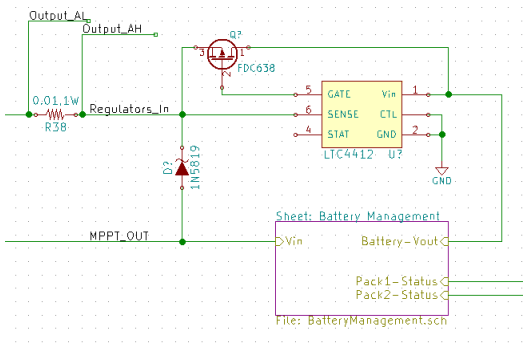 Output_AL
Output_AH
Q?
3
1
2
FDC638
0.01,1W
R38
Regulators_In
5
6
4
GATE
SENSE
STAT
Vin
CTL
GND
1
2
LTC4412
U?
GND
D?
1N5819
MPPT_OUT
Sheet: Battery Management
Vin
Battery-Vout
Pack1-Status
Pack2-Status
File: BatteryManagement.sch